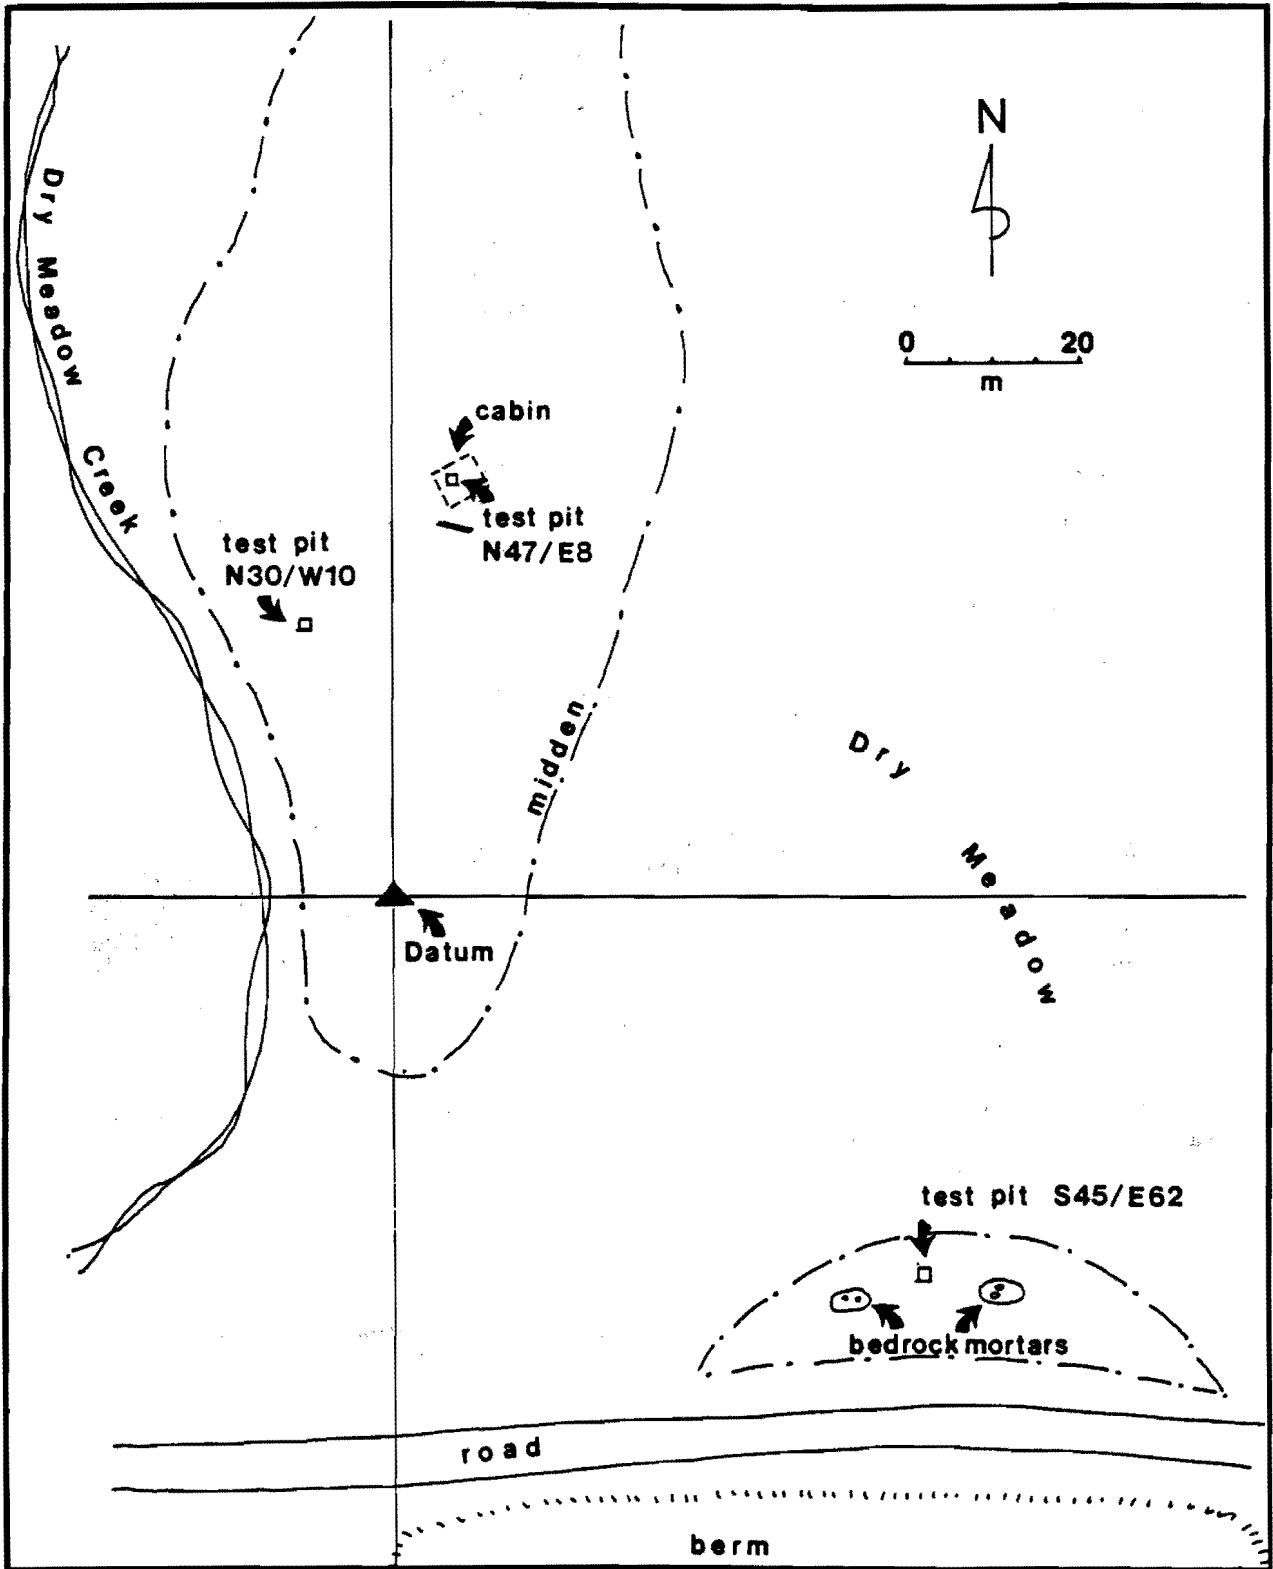 N
Dry Meadow Creek
0 20
m
cabin
test pit
N47/E8
test pit
N30/W10
midden
Dry Meadow
Datum
test pit S45/E62
bedrock mortars
road
berm